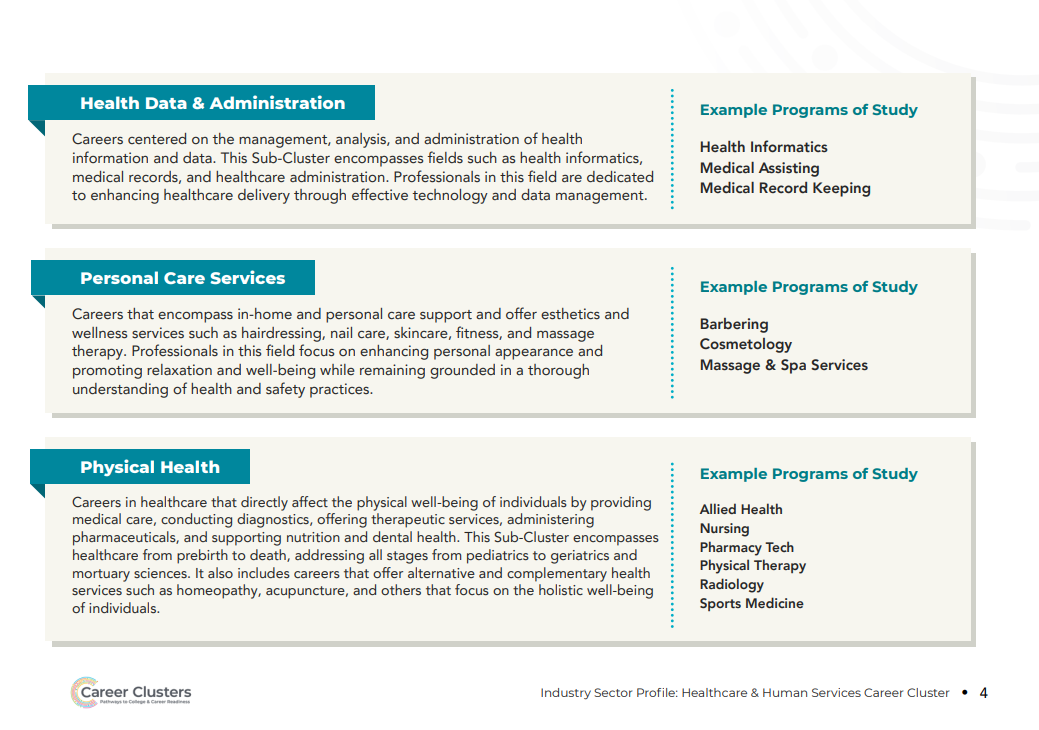 Health Data & Administration
Careers centered on the management, analysis, and administration of health
information and data. This Sub-Cluster encompasses fields such as health informatics,
medical records, and healthcare administration. Professionals in this field are dedicated
to enhancing healthcare delivery through effective technology and data management.
Example Programs of Study
Health Informatics
Medical Assisting
Medical Record Keeping
Personal Care Services
Careers that encompass in-home and personal care support and offer esthetics and
wellness services such as hairdressing, nail care, skincare, fitness, and massage
therapy. Professionals in this field focus on enhancing personal appearance and
promoting relaxation and well-being while remaining grounded in a thorough
understanding of health and safety practices.
Example Programs of Study
Barbering
Cosmetology
Massage & Spa Services
Physical Health
Careers in healthcare that directly affect the physical well-being of individuals by providing
medical care, conducting diagnostics, offering therapeutic services, administering
pharmaceuticals, and supporting nutrition and dental health. This Sub-Cluster encompasses
healthcare from prebirth to death, addressing all stages from pediatrics to geriatrics and
mortuary sciences. It also includes careers that offer alternative and complementary health
services such as homeopathy, acupuncture, and others that focus on the holistic well-being
of individuals.
Example Programs of Study
Allied Health
Nursing
Pharmacy Tech
Physical Therapy
Radiology
Sports Medicine
Career Clusters
Pathways to College & Career Readiness
Industry Sector Profile: Healthcare & Human Services Career Cluster • 4